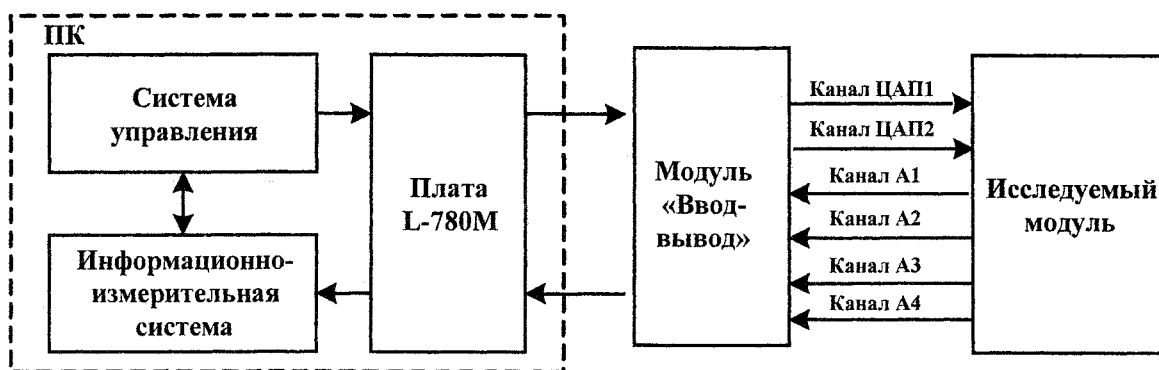 ПК
Система
управления
Информационно-
измерительная
система
Плата
L-780М
Модуль
«Ввод-
вывод»
Канал ЦАП1
Канал ЦАП2
Канал А1
Канал А2
Канал А3
Канал А4
Исследуемый
модуль